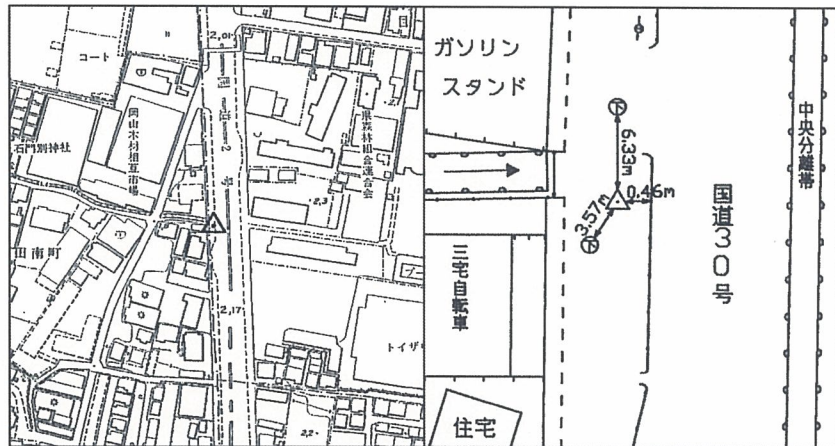 コート
2.01
石門別神社
岡山木材相互市場
県森林組合連合会
2.3
田南町
2.17
トイザ
2.2
ガソリン
スタンド
下
6.33m
0.46m
3.57m
下
国道30号
中央分離帯
三宅自転車
住宅